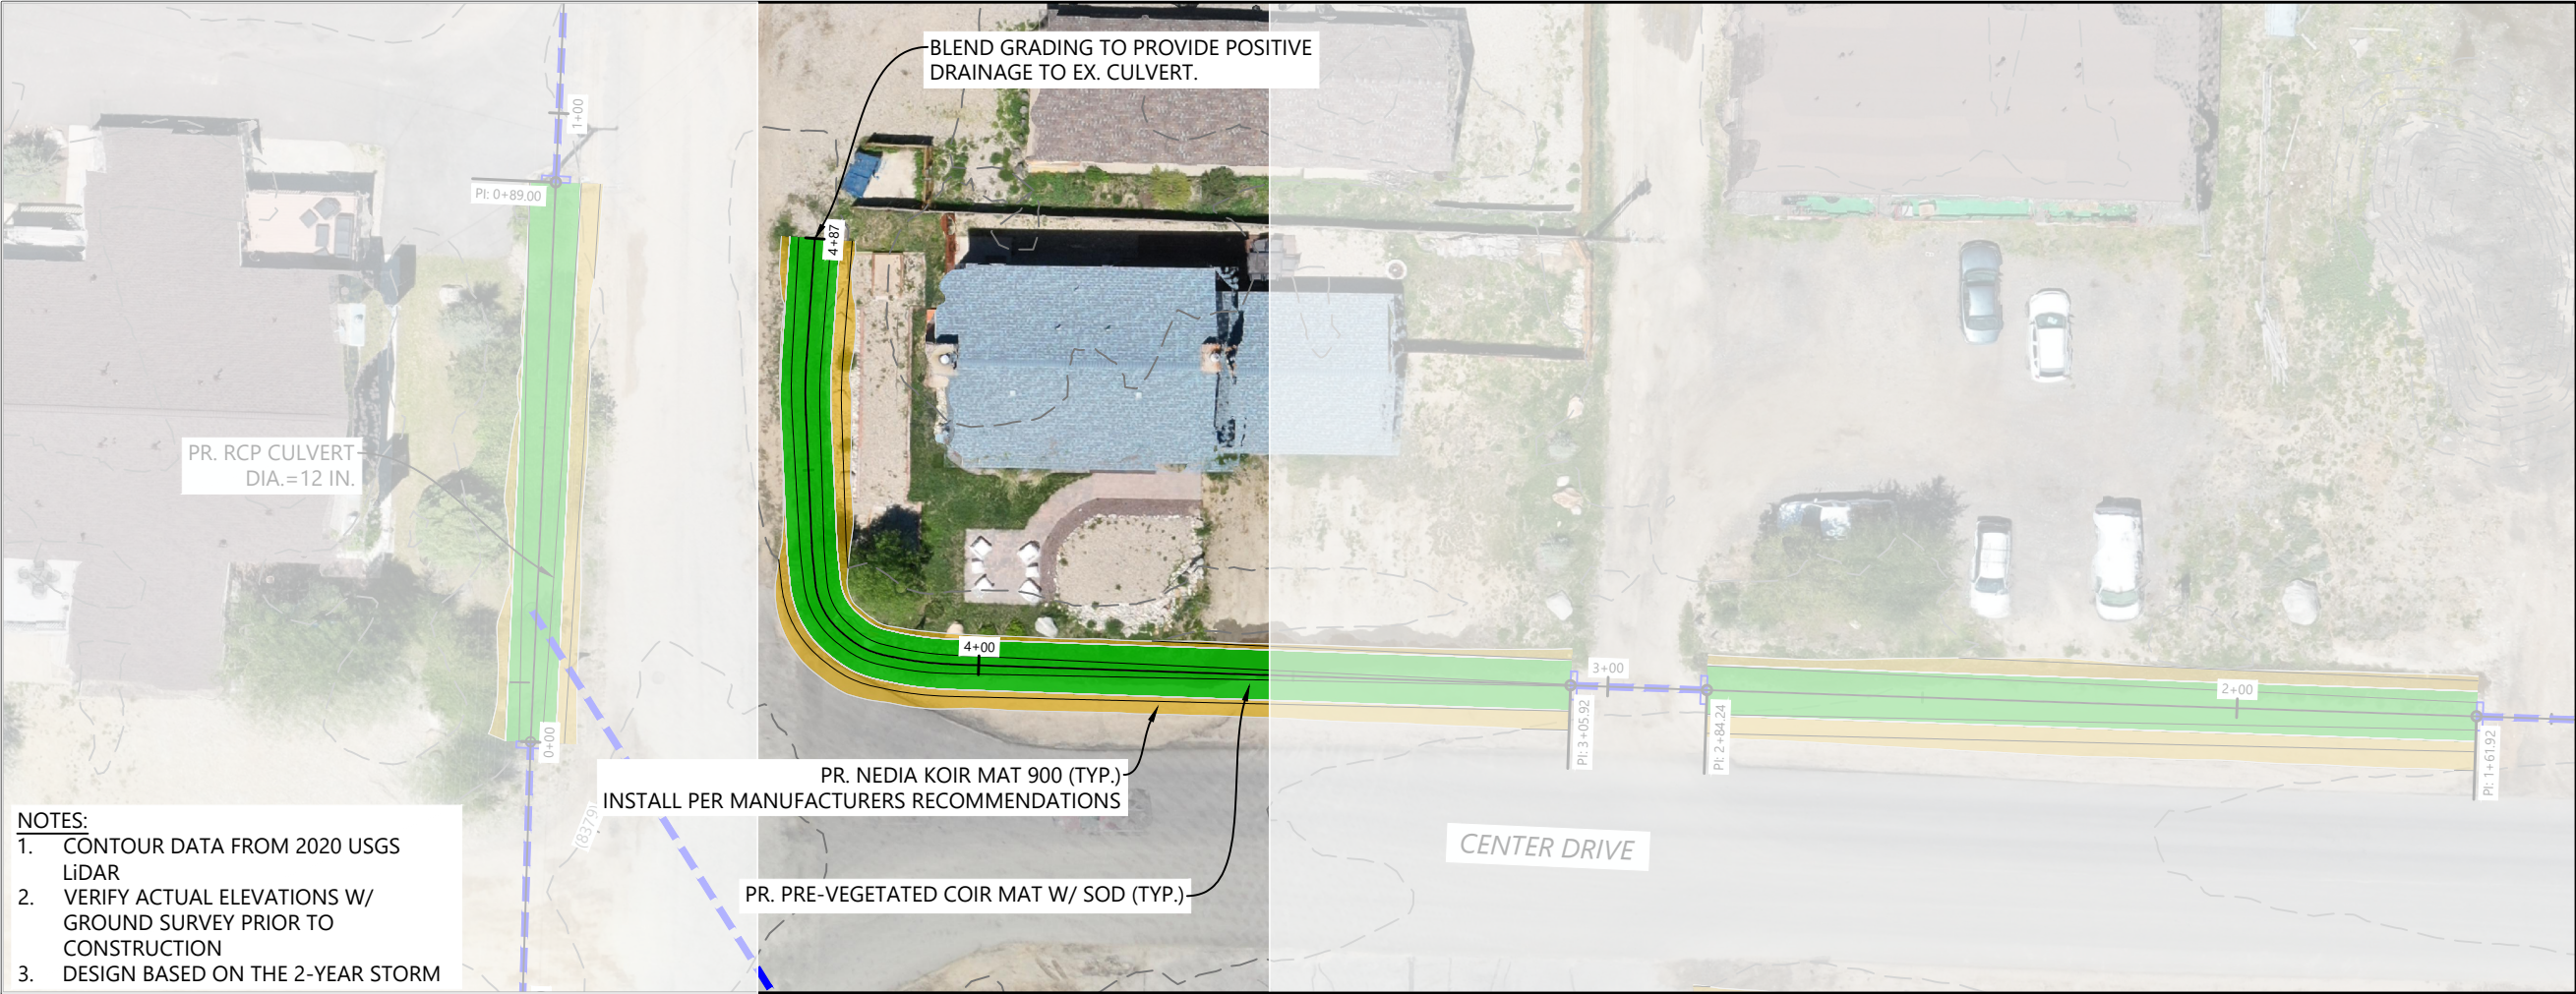 BLEND GRADING TO PROVIDE POSITIVE
DRAINAGE TO EX. CULVERT.
1+00
PI: 0+89.00
4+87
PR. RCP CULVERT
DIA.=12 IN.
4+00
3+00
2+00
PI: 3+05.92
PI: 2+84.24
PI: 1+61.92
0+00
PR. NEDIA KOIR MAT 900 (TYP.)
INSTALL PER MANUFACTURERS RECOMMENDATIONS
(8379)
CENTER DRIVE
PR. PRE-VEGETATED COIR MAT W/ SOD (TYP.)
NOTES:
1. CONTOUR DATA FROM 2020 USGS
LiDAR
2. VERIFY ACTUAL ELEVATIONS W/
GROUND SURVEY PRIOR TO
CONSTRUCTION
3. DESIGN BASED ON THE 2-YEAR STORM